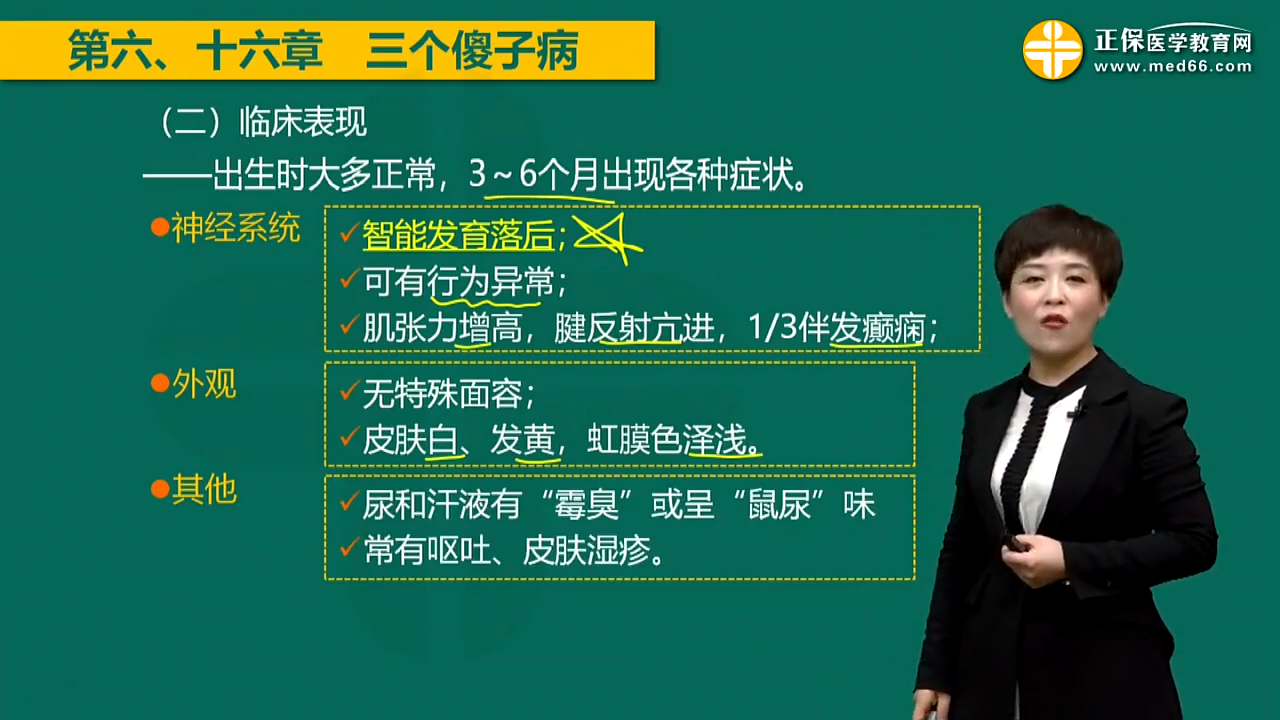 第六、十六章 三个傻子病
正保医学教育网
www.med66.com
（二）临床表现
——出生时大多正常，3～6个月出现各种症状。
●神经系统
✓智能发育落后；
✓可有行为异常；
✓肌张力增高，腱反射亢进，1/3伴发癫痫；
●外观
✓无特殊面容；
✓皮肤白、发黄，虹膜色泽浅。
●其他
✓尿和汗液有“霉臭”或呈“鼠尿”味
✓常有呕吐、皮肤湿疹。